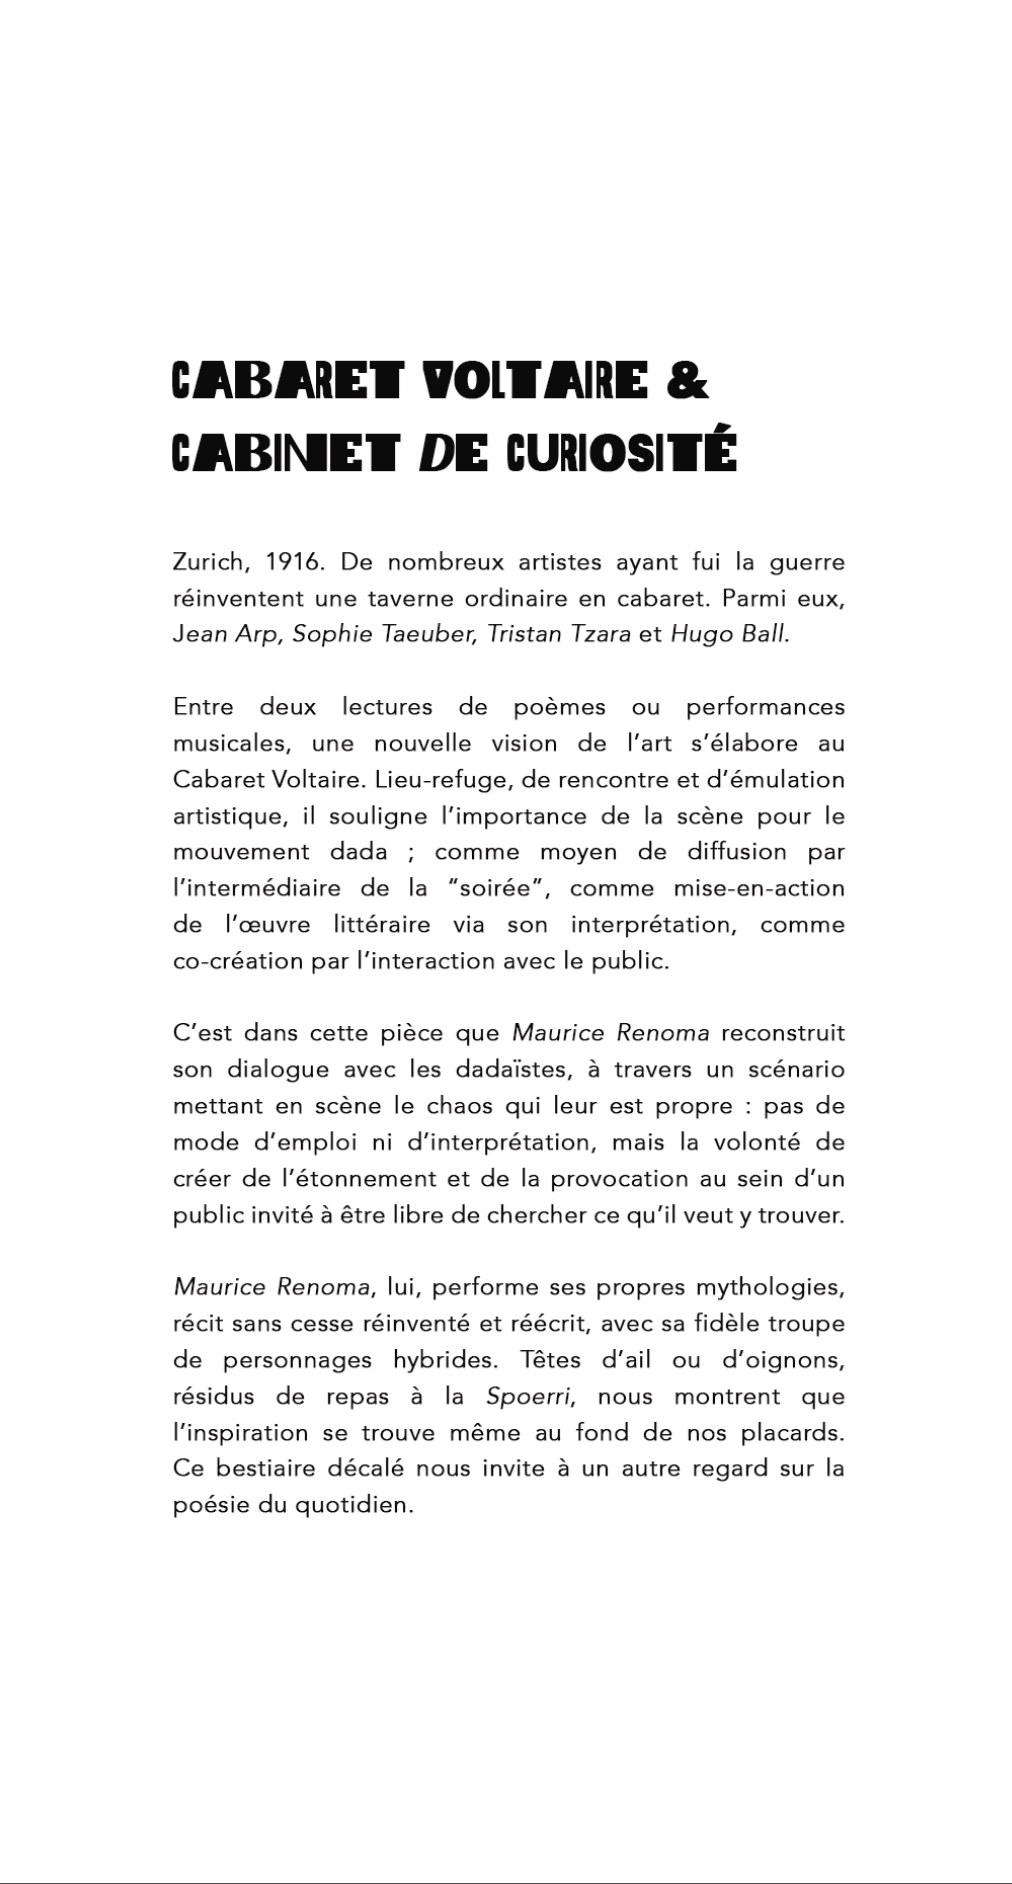 CABARET VOLTAIRE &
CABINET DE CURIOSITÉ
Zurich, 1916. De nombreux artistes ayant fui la guerre
réinventent une taverne ordinaire en cabaret. Parmi eux,
Jean Arp, Sophie Taeuber, Tristan Tzara et Hugo Ball.
Entre deux lectures de poèmes ou performances
musicales, une nouvelle vision de l’art s’élabore au
Cabaret Voltaire. Lieu-refuge, de rencontre et d’émulation
artistique, il souligne l’importance de la scène pour le
mouvement dada ; comme moyen de diffusion par
l’intermédiaire de la “soirée”, comme mise-en-action
de l’œuvre littéraire via son interprétation, comme
co-création par l’interaction avec le public.
C’est dans cette pièce que Maurice Renoma reconstruit
son dialogue avec les dadaïstes, à travers un scénario
mettant en scène le chaos qui leur est propre : pas de
mode d’emploi ni d’interprétation, mais la volonté de
créer de l’étonnement et de la provocation au sein d’un
public invité à être libre de chercher ce qu’il veut y trouver.
Maurice Renoma, lui, performe ses propres mythologies,
récit sans cesse réinventé et réécrit, avec sa fidèle troupe
de personnages hybrides. Têtes d’ail ou d’oignons,
résidus de repas à la Spoerri, nous montrent que
l’inspiration se trouve même au fond de nos placards.
Ce bestiaire décalé nous invite à un autre regard sur la
poésie du quotidien.